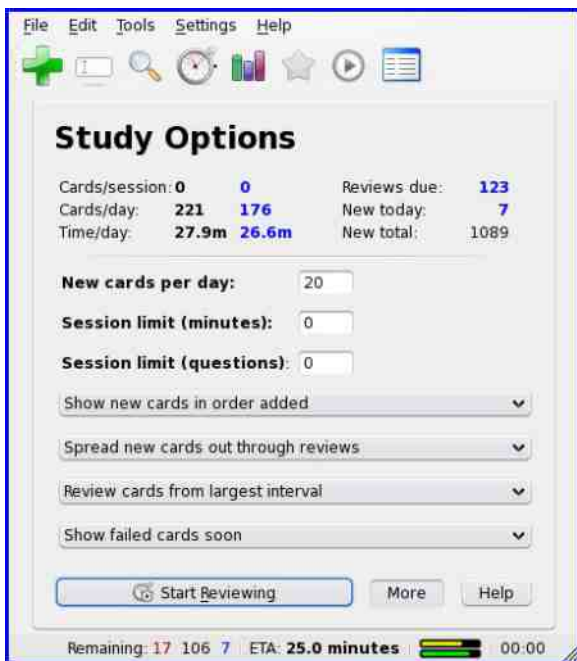 File Edit Tools Settings Help
Study Options
Cards/session: 0 0 Reviews due: 123
Cards/day: 221 176 New today: 7
Time/day: 27.9m 26.6m New total: 1089
New cards per day: 20
Session limit (minutes): 0
Session limit (questions): 0
Show new cards in order added
Spread new cards out through reviews
Review cards from largest interval
Show failed cards soon
Start Reviewing More Help
Remaining: 17 106 7 ETA: 25.0 minutes 00:00